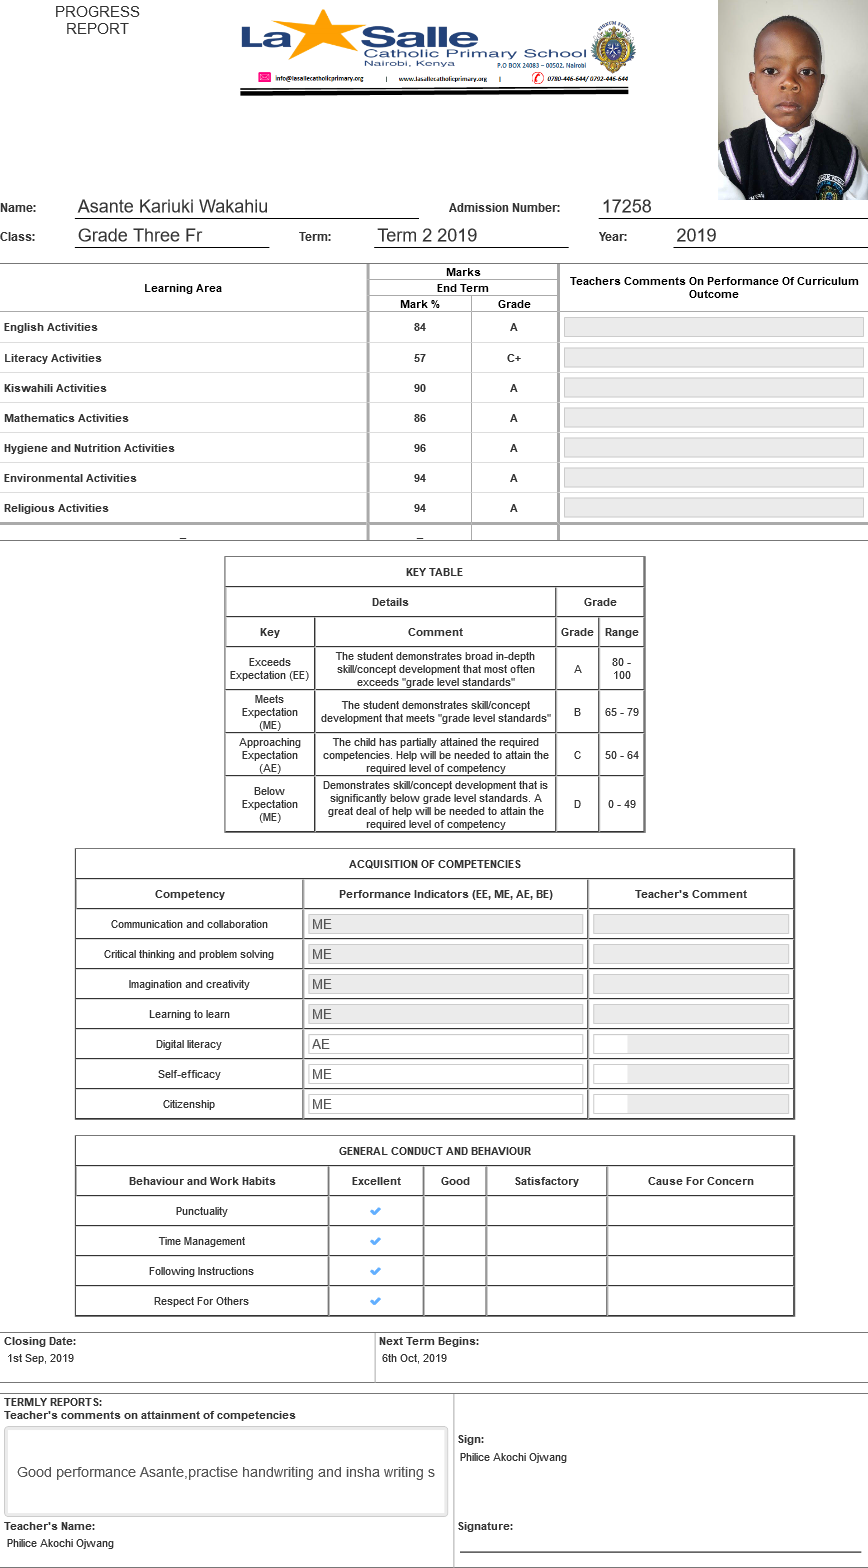 PROGRESS
REPORT
La Salle
Catholic Primary School
Nairobi, Kenya
P.O BOX 24083 – 00502, Nairobi
info@lasallecatholicprimary.org | www.lasallecatholicprimary.org | 0780-446-644/ 0792-446-644
Name: Asante Kariuki Wakahiu Admission Number: 17258
Class: Grade Three Fr Term: Term 2 2019 Year: 2019
Learning Area Marks Teachers Comments On Performance Of Curriculum Outcome
End Term
Mark % Grade
English Activities 84 A
Literacy Activities 57 C+
Kiswahili Activities 90 A
Mathematics Activities 86 A
Hygiene and Nutrition Activities 96 A
Environmental Activities 94 A
Religious Activities 94 A
_ _
KEY TABLE
Details Grade
Key Comment Grade Range
Exceeds Expectation (EE) The student demonstrates broad in-depth skill/concept development that most often exceeds "grade level standards" A 80 - 100
Meets Expectation (ME) The student demonstrates skill/concept development that meets "grade level standards" B 65 - 79
Approaching Expectation (AE) The child has partially attained the required competencies. Help will be needed to attain the required level of competency C 50 - 64
Below Expectation (ME) Demonstrates skill/concept development that is significantly below grade level standards. A great deal of help will be needed to attain the required level of competency D 0 - 49
ACQUISITION OF COMPETENCIES
Competency Performance Indicators (EE, ME, AE, BE) Teacher's Comment
Communication and collaboration ME
Critical thinking and problem solving ME
Imagination and creativity ME
Learning to learn ME
Digital literacy AE
Self-efficacy ME
Citizenship ME
GENERAL CONDUCT AND BEHAVIOUR
Behaviour and Work Habits Excellent Good Satisfactory Cause For Concern
Punctuality
Time Management
Following Instructions
Respect For Others
Closing Date: Next Term Begins:
1st Sep, 2019 6th Oct, 2019
TERMLY REPORTS:
Teacher's comments on attainment of competencies
Sign:
Philice Akochi Ojwang
Good performance Asante,practise handwriting and insha writing s
Teacher's Name: Signature:
Philice Akochi Ojwang